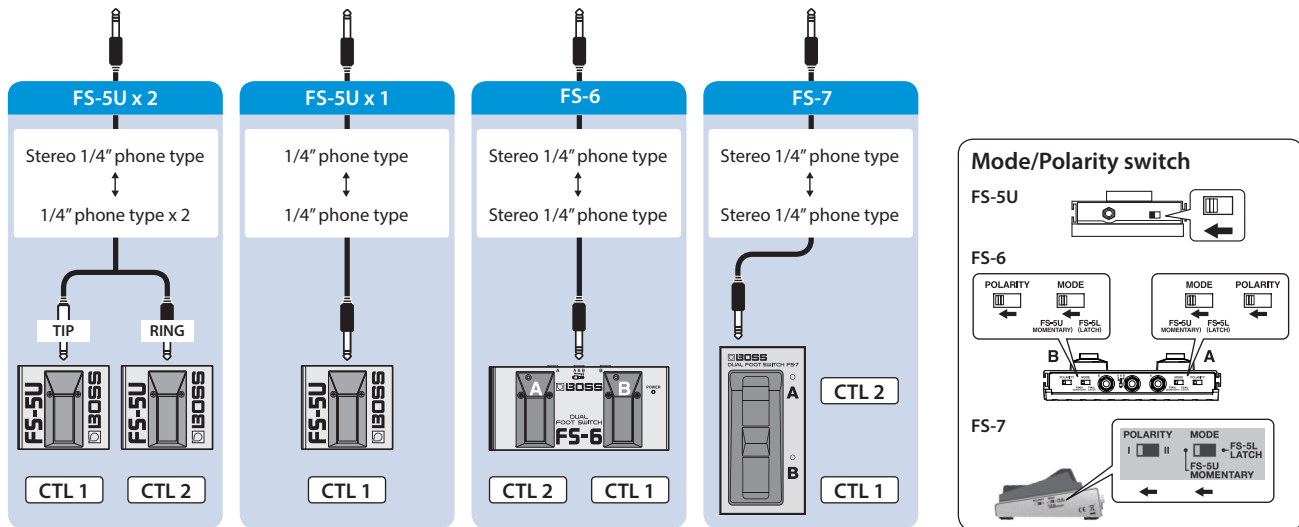 FS-5U x 2
Stereo 1/4” phone type
1/4” phone type x 2
TIP
RING
FS-5U
BOSS
FS-5U
BOSS
CTL 1
CTL 2
FS-5U x 1
1/4” phone type
1/4” phone type
FS-5U
BOSS
CTL 1
FS-6
Stereo 1/4” phone type
Stereo 1/4” phone type
A A&B B
A
BOSS
B
POWER
DUAL
FOOT SWITCH
FS-6
CTL 2
CTL 1
FS-7
Stereo 1/4” phone type
Stereo 1/4” phone type
BOSS
DUAL FOOT SWITCH FS-7
A
B
CTL 2
CTL 1
Mode/Polarity switch
FS-5U
FS-6
POLARITY MODE
FS-5U FS-5L
MOMENTARY) (LATCH)
MODE POLARITY
FS-5U FS-5L
MOMENTARY) (LATCH)
B
A
POLARITY MODE
MODE POLARITY
FS-7
POLARITY MODE
I II
FS-5L
LATCH
FS-5U
MOMENTARY